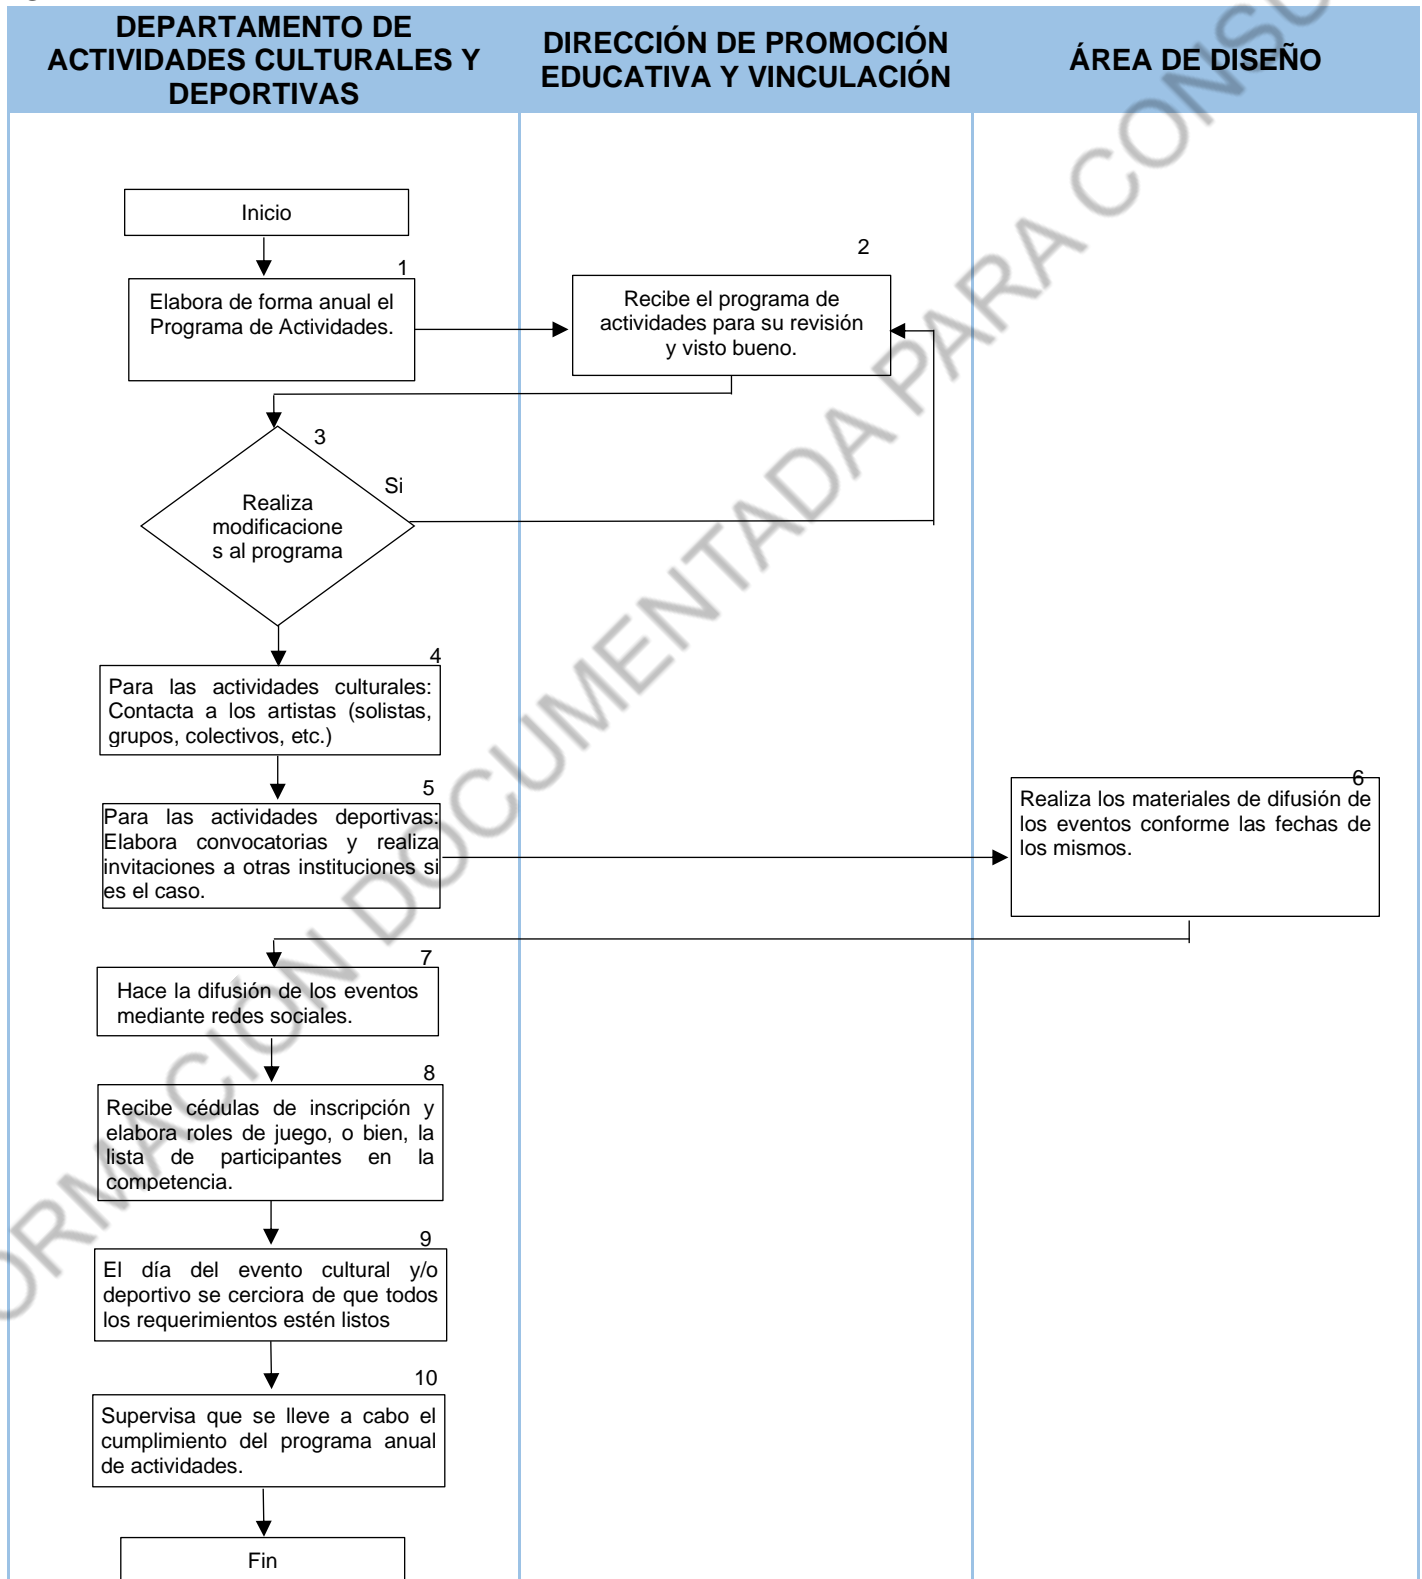 DEPARTAMENTO DE
ACTIVIDADES CULTURALES Y
DEPORTIVAS
DIRECCIÓN DE PROMOCIÓN
EDUCATIVA Y VINCULACIÓN
ÁREA DE DISEÑO
Inicio
1
Elabora de forma anual el
Programa de Actividades.
2
Recibe el programa de
actividades para su revisión
y visto bueno.
3
Realiza
modificacione
s al programa
Si
4
Para las actividades culturales:
Contacta a los artistas (solistas,
grupos, colectivos, etc.)
5
Para las actividades deportivas:
Elabora convocatorias y realiza
invitaciones a otras instituciones si
es el caso.
6
Realiza los materiales de difusión de
los eventos conforme las fechas de
los mismos.
7
Hace la difusión de los eventos
mediante redes sociales.
8
Recibe cédulas de inscripción y
elabora roles de juego, o bien, la
lista de participantes en la
competencia.
9
El día del evento cultural y/o
deportivo se cerciora de que todos
los requerimientos estén listos
10
Supervisa que se lleve a cabo el
cumplimiento del programa anual
de actividades.
Fin
ORMACIÓN DOCUMENTADA PARA CONSU